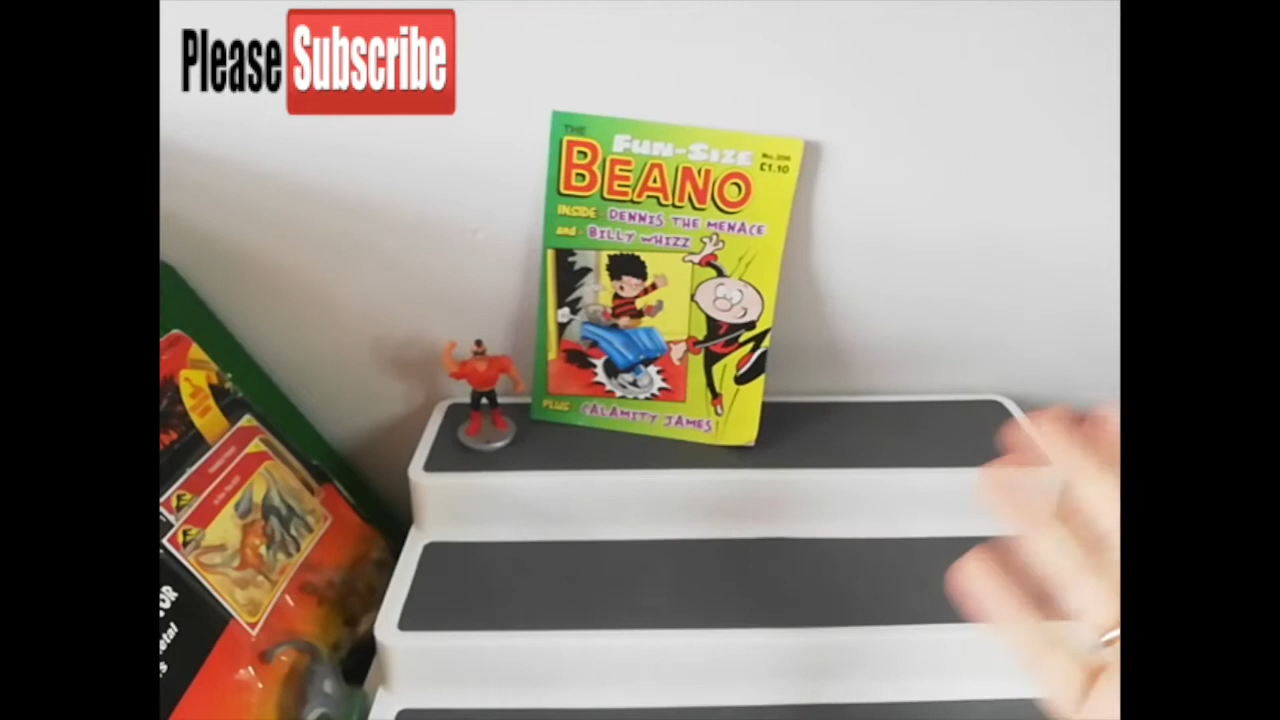 Please Subscribe
THE
FUN-SIZE
BEANO
No.206
£1.10
INSIDE - DENNIS THE MENACE
and - BILLY WHIZZ
PLUS - CALAMITY JAMES